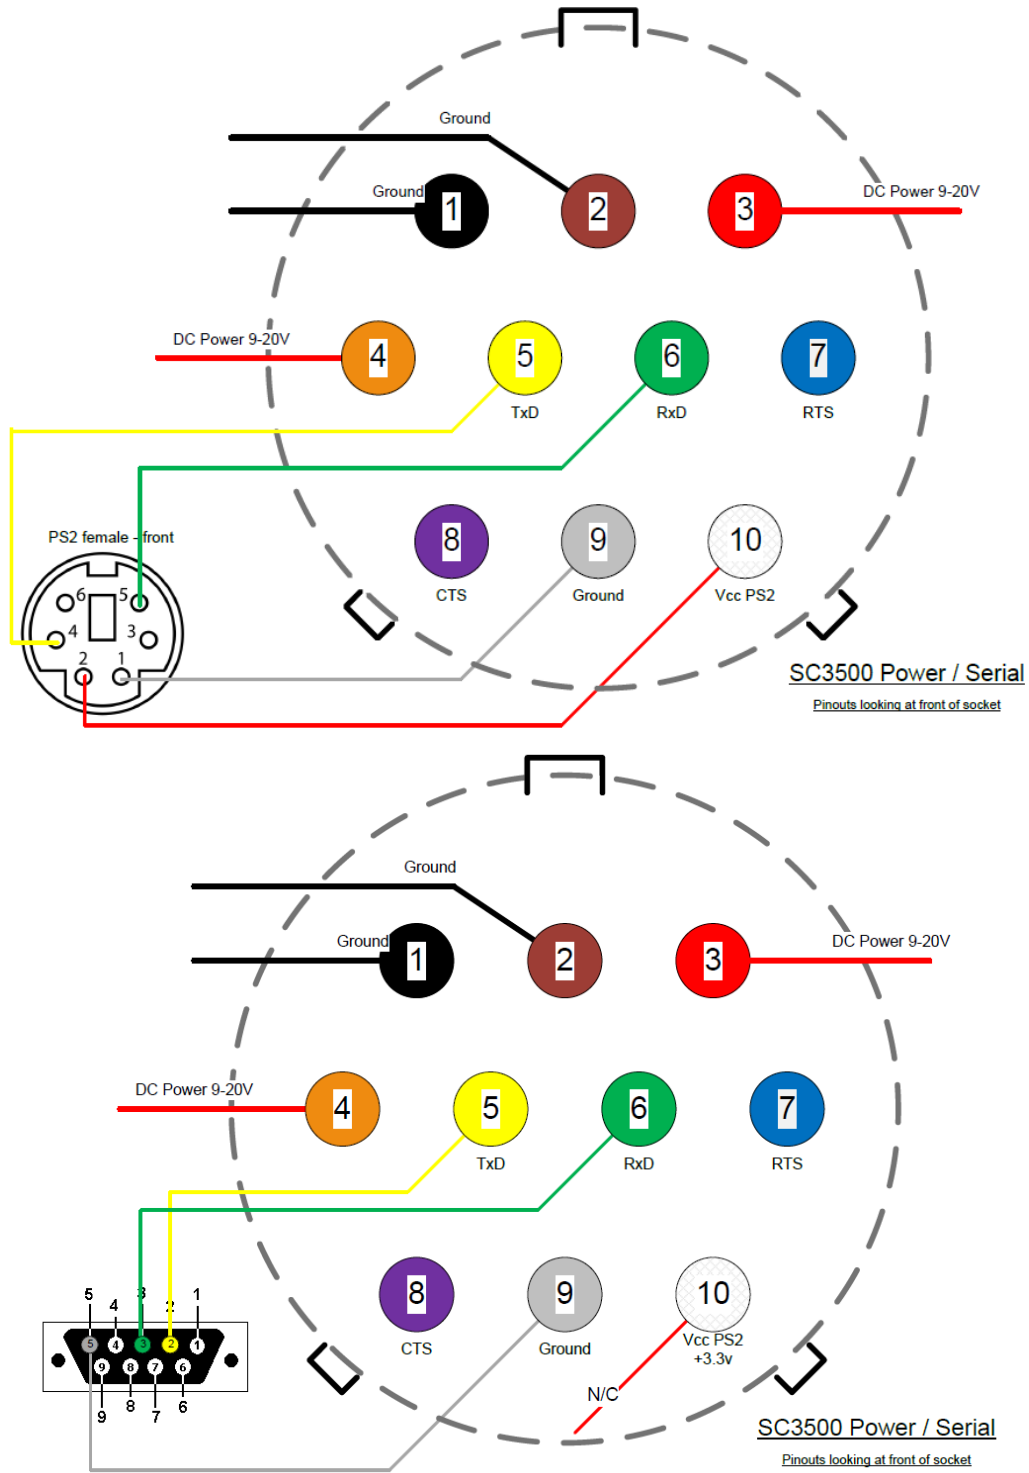 Ground
Ground
1
2
3
DC Power 9-20V
DC Power 9-20V
4
5
6
7
TxD
RxD
RTS
PS2 female - front
8
9
10
CTS
Ground
Vcc PS2
6
5
4
3
2
1
SC3500 Power / Serial
Pinouts looking at front of socket
Ground
Ground
1
2
3
DC Power 9-20V
DC Power 9-20V
4
5
6
7
TxD
RxD
RTS
8
9
10
CTS
Ground
Vcc PS2
+3.3v
5
4
3
2
1
5
4
3
2
1
9
8
7
6
9
8
7
6
N/C
SC3500 Power / Serial
Pinouts looking at front of socket